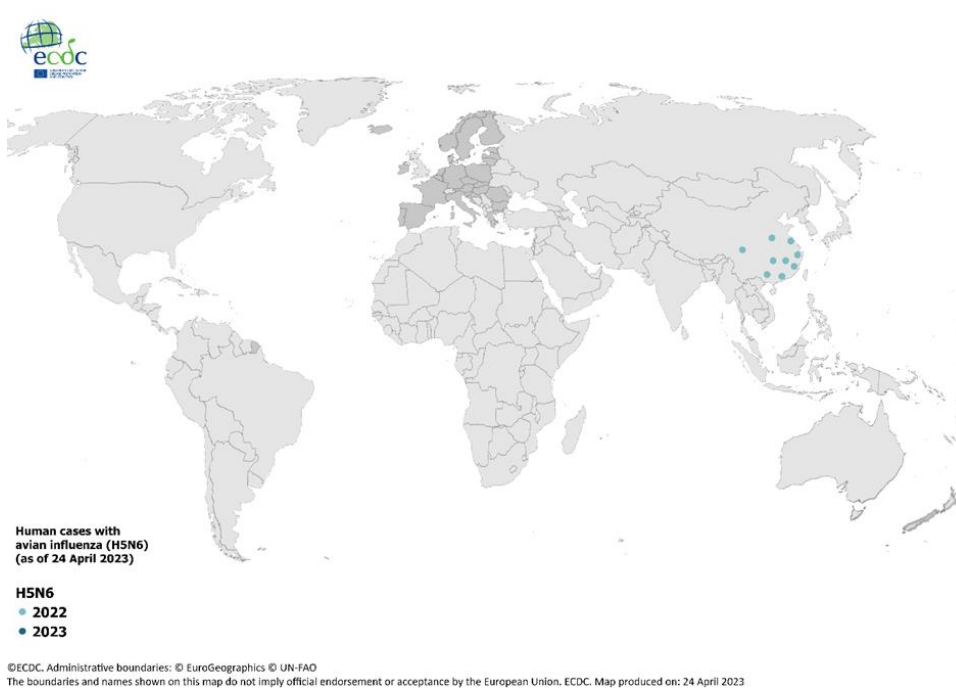 ecdc
Human cases with
avian influenza (H5N6)
(as of 24 April 2023)
H5N6
2022
2023
©ECDC. Administrative boundaries: © EuroGeographics © UN-FAO
The boundaries and names shown on this map do not imply official endorsement or acceptance by the European Union. ECDC. Map produced on: 24 April 2023